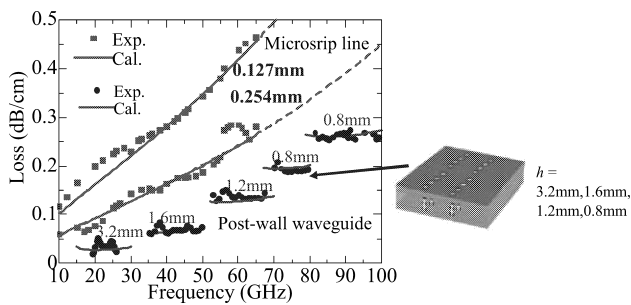 0.5
Exp.
Cal.
Microsrip line
0.4
Exp.
Cal.
0.127mm
0.254mm
0.3
0.8mm
Loss (dB/cm)
0.2
0.8mm
1.2mm
h =
3.2mm,1.6mm,
1.2mm,0.8mm
0.1
3.2mm
1.6mm
Post-wall waveguide
0
10 20 30 40 50 60 70 80 90 100
Frequency (GHz)